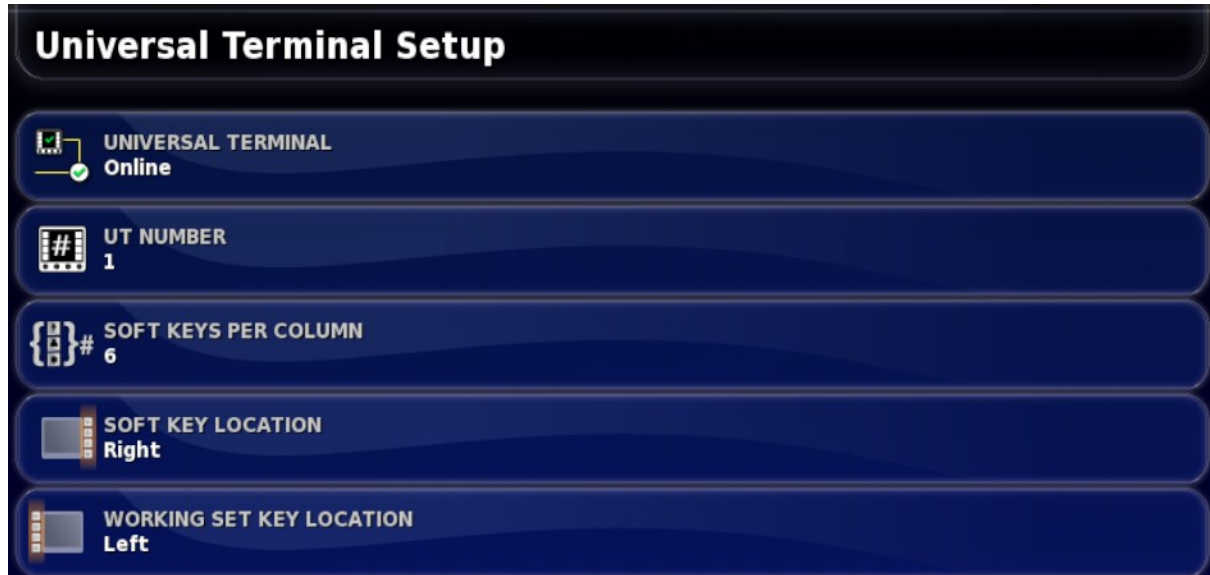 Universal Terminal Setup
UNIVERSAL TERMINAL
Online
UT NUMBER
1
SOFT KEYS PER COLUMN
6
SOFT KEY LOCATION
Right
WORKING SET KEY LOCATION
Left